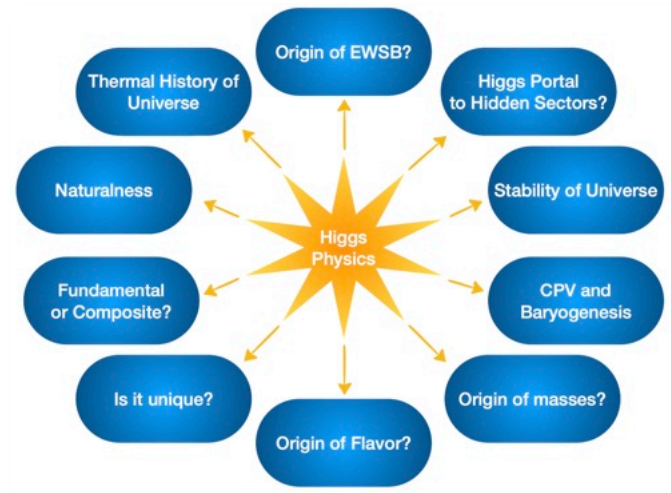 Origin of EWSB?
Thermal History of
Universe
Higgs Portal
to Hidden Sectors?
Naturalness
Stability of Universe
Higgs
Physics
Fundamental
or Composite?
CPV and
Baryogenesis
Is it unique?
Origin of masses?
Origin of Flavor?